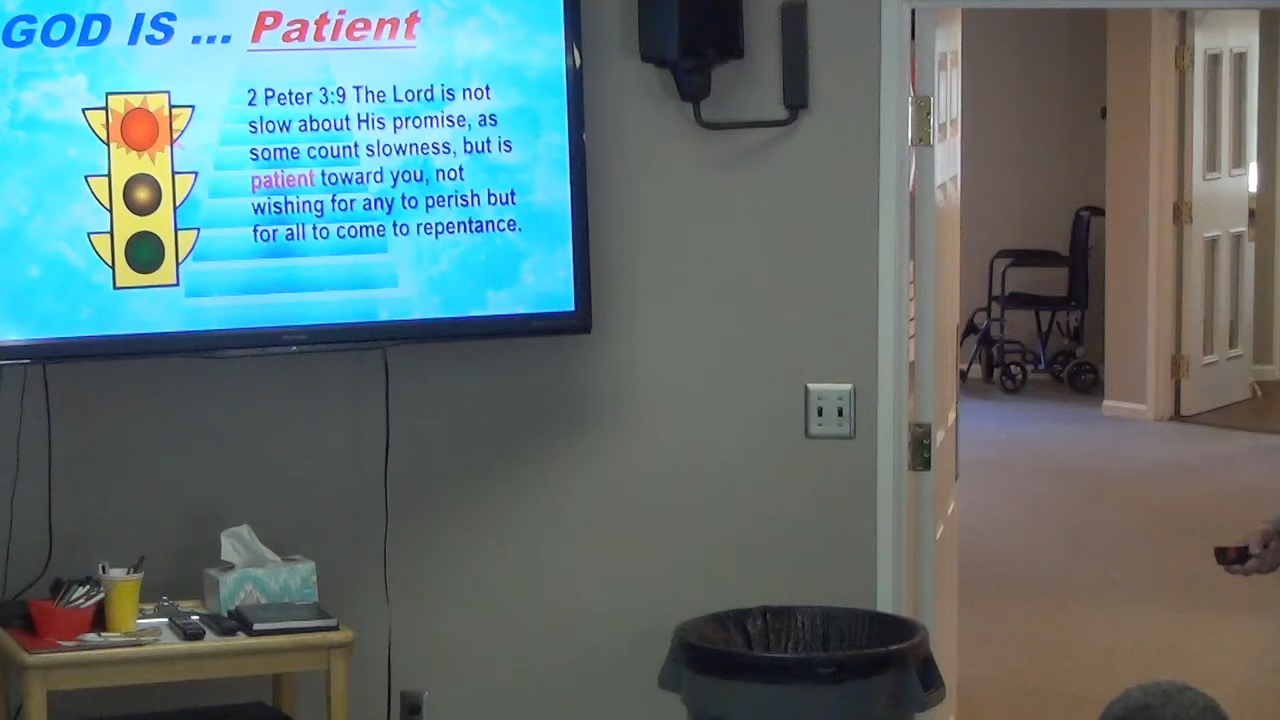 GOD IS ... Patient
2 Peter 3:9 The Lord is not
slow about His promise, as
some count slowness, but is
patient toward you, not
wishing for any to perish but
for all to come to repentance.